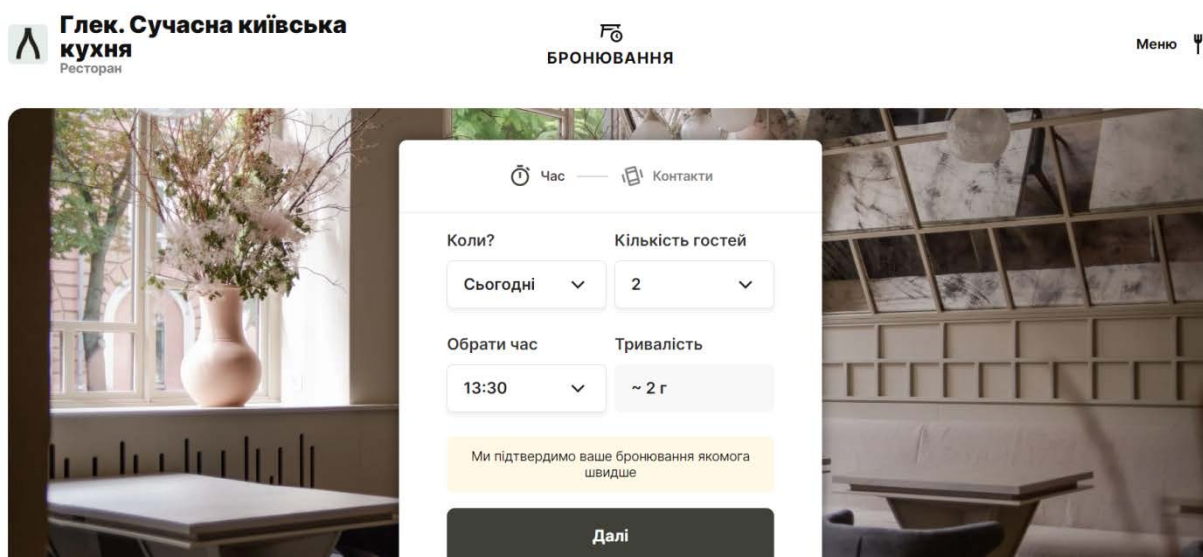 Глек. Сучасна київська
кухня
Ресторан
БРОНЮВАННЯ
Меню
Час
Контакти
Коли?
Кількість гостей
Сьогодні
2
Обрати час
Тривалість
13:30
~ 2 г
Ми підтвердимо ваше бронювання якомога
швидше
Далі